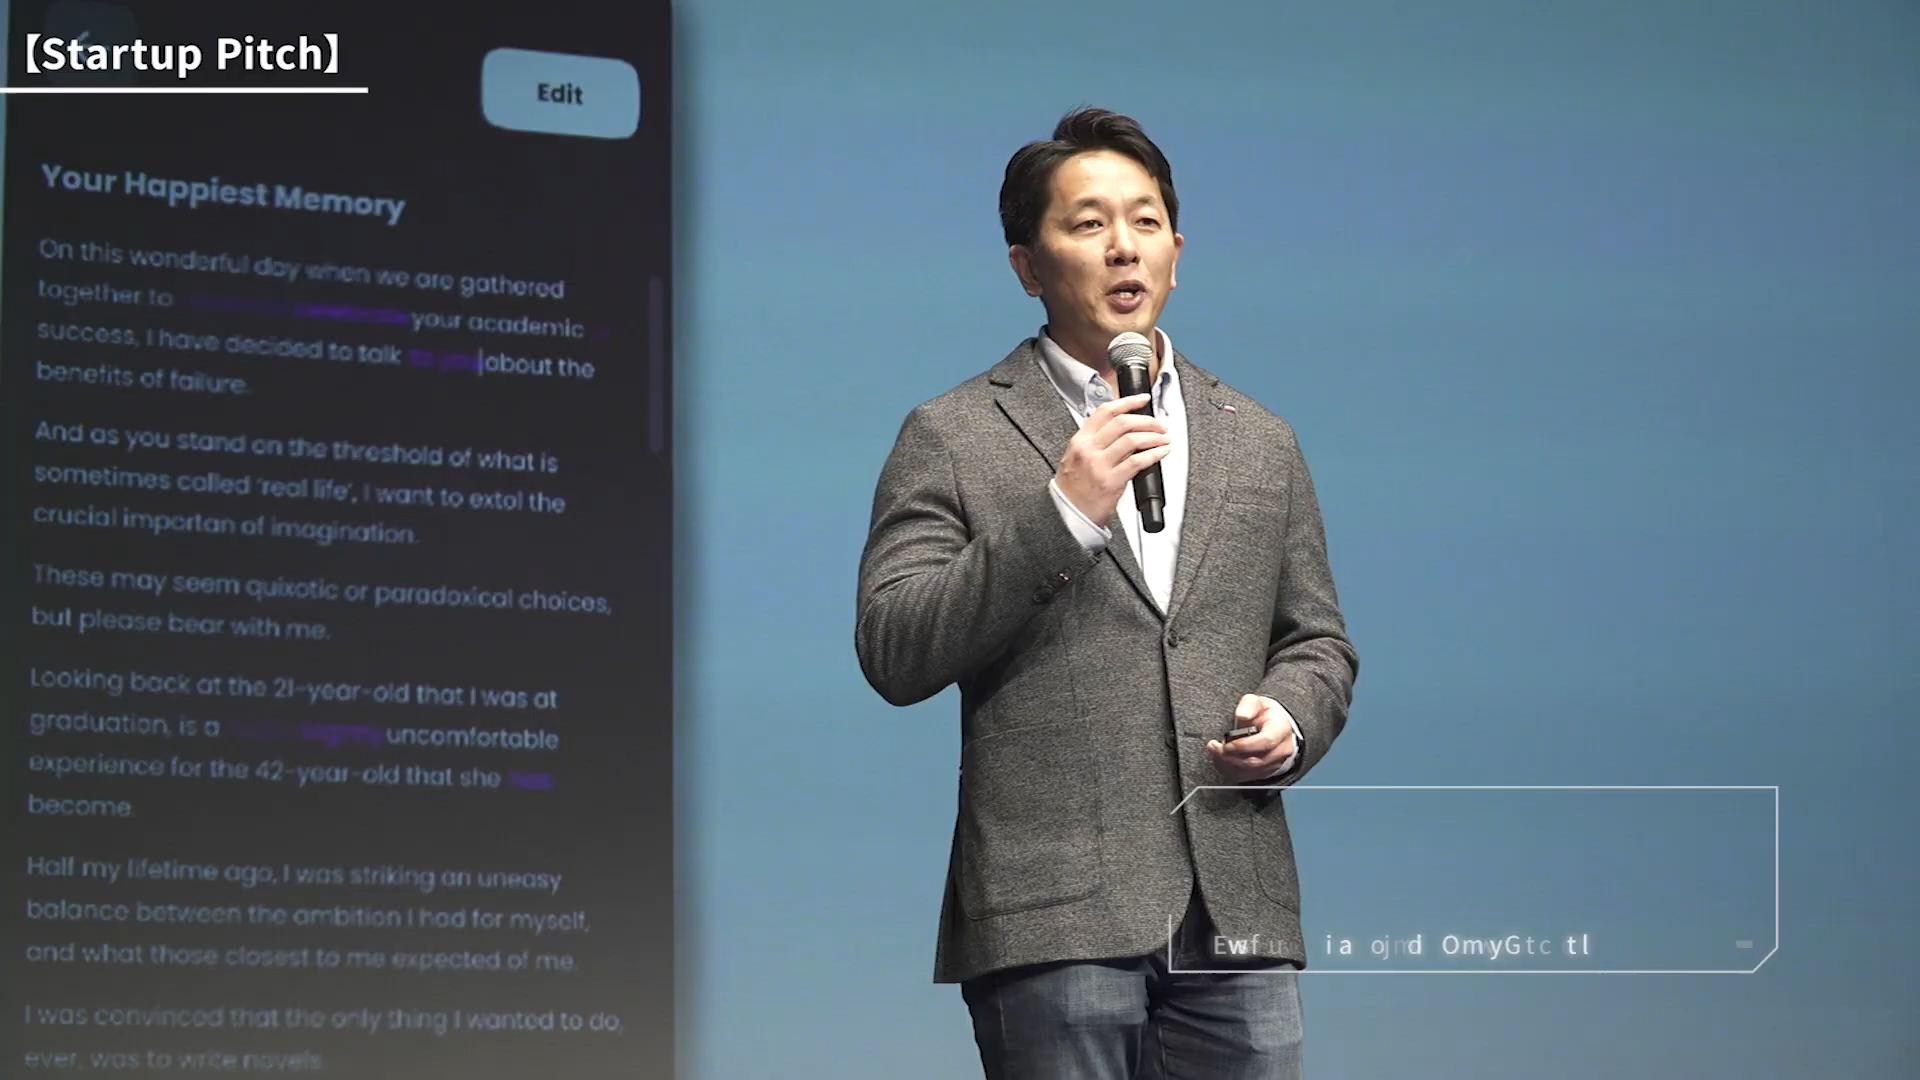 【Startup Pitch】
Edit
Your Happiest Memory
On this wonderful day when we are gathered
together to your academic
success, I have decided to talk to you about the
benefits of failure.
And as you stand on the threshold of what is
sometimes called 'real life', I want to extol the
crucial importan of imagination.
These may seem quixotic or paradoxical choices,
but please bear with me.
Looking back at the 21-year-old that I was at
graduation, is a slightly uncomfortable
experience for the 42-year-old that she has
become.
Half my lifetime ago, I was striking an uneasy
balance between the ambition I had for myself,
and what those closest to me expected of me.
I was convinced that the only thing I wanted to do,
ever, was to write novels.